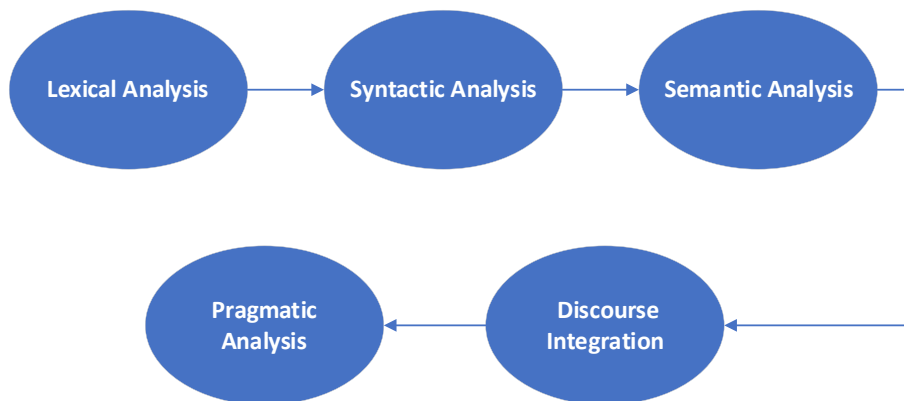 Lexical Analysis
Syntactic Analysis
Semantic Analysis
Discourse
Integration
Pragmatic
Analysis